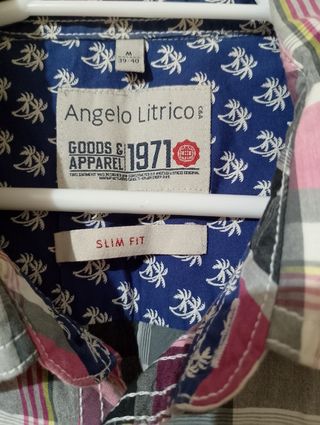 M
39-40
Angelo Litrico
C&A
GOODS &
APPAREL 1971
SLIM FIT